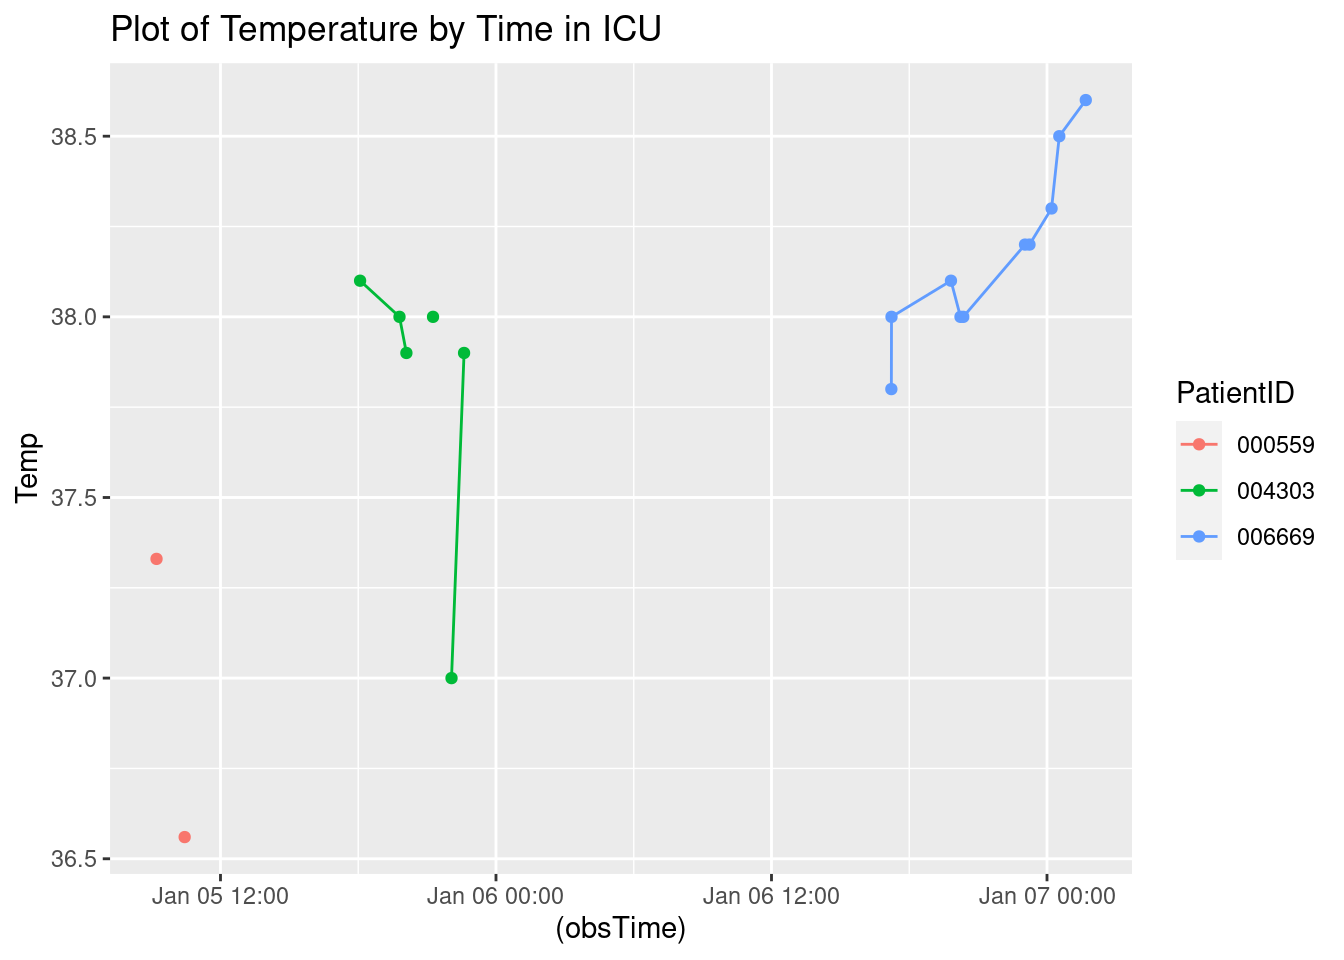 Plot of Temperature by Time in ICU
38.5
38.0
37.5
37.0
36.5
Temp
Jan 05 12:00
Jan 06 00:00
Jan 06 12:00
Jan 07 00:00
(obsTime)
PatientID
000559
004303
006669